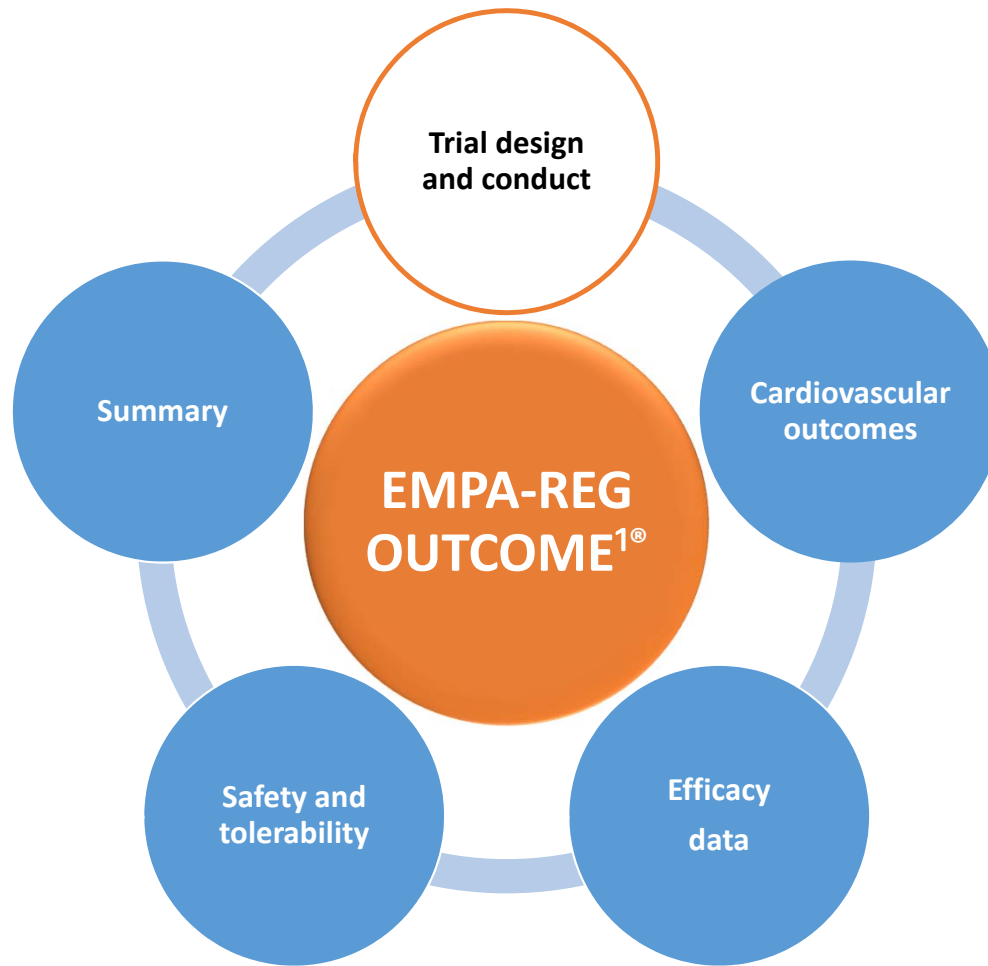 Trial design
and conduct
Cardiovascular
outcomes
Summary
EMPA-REG
OUTCOME¹®
Safety and
tolerability
Efficacy
data